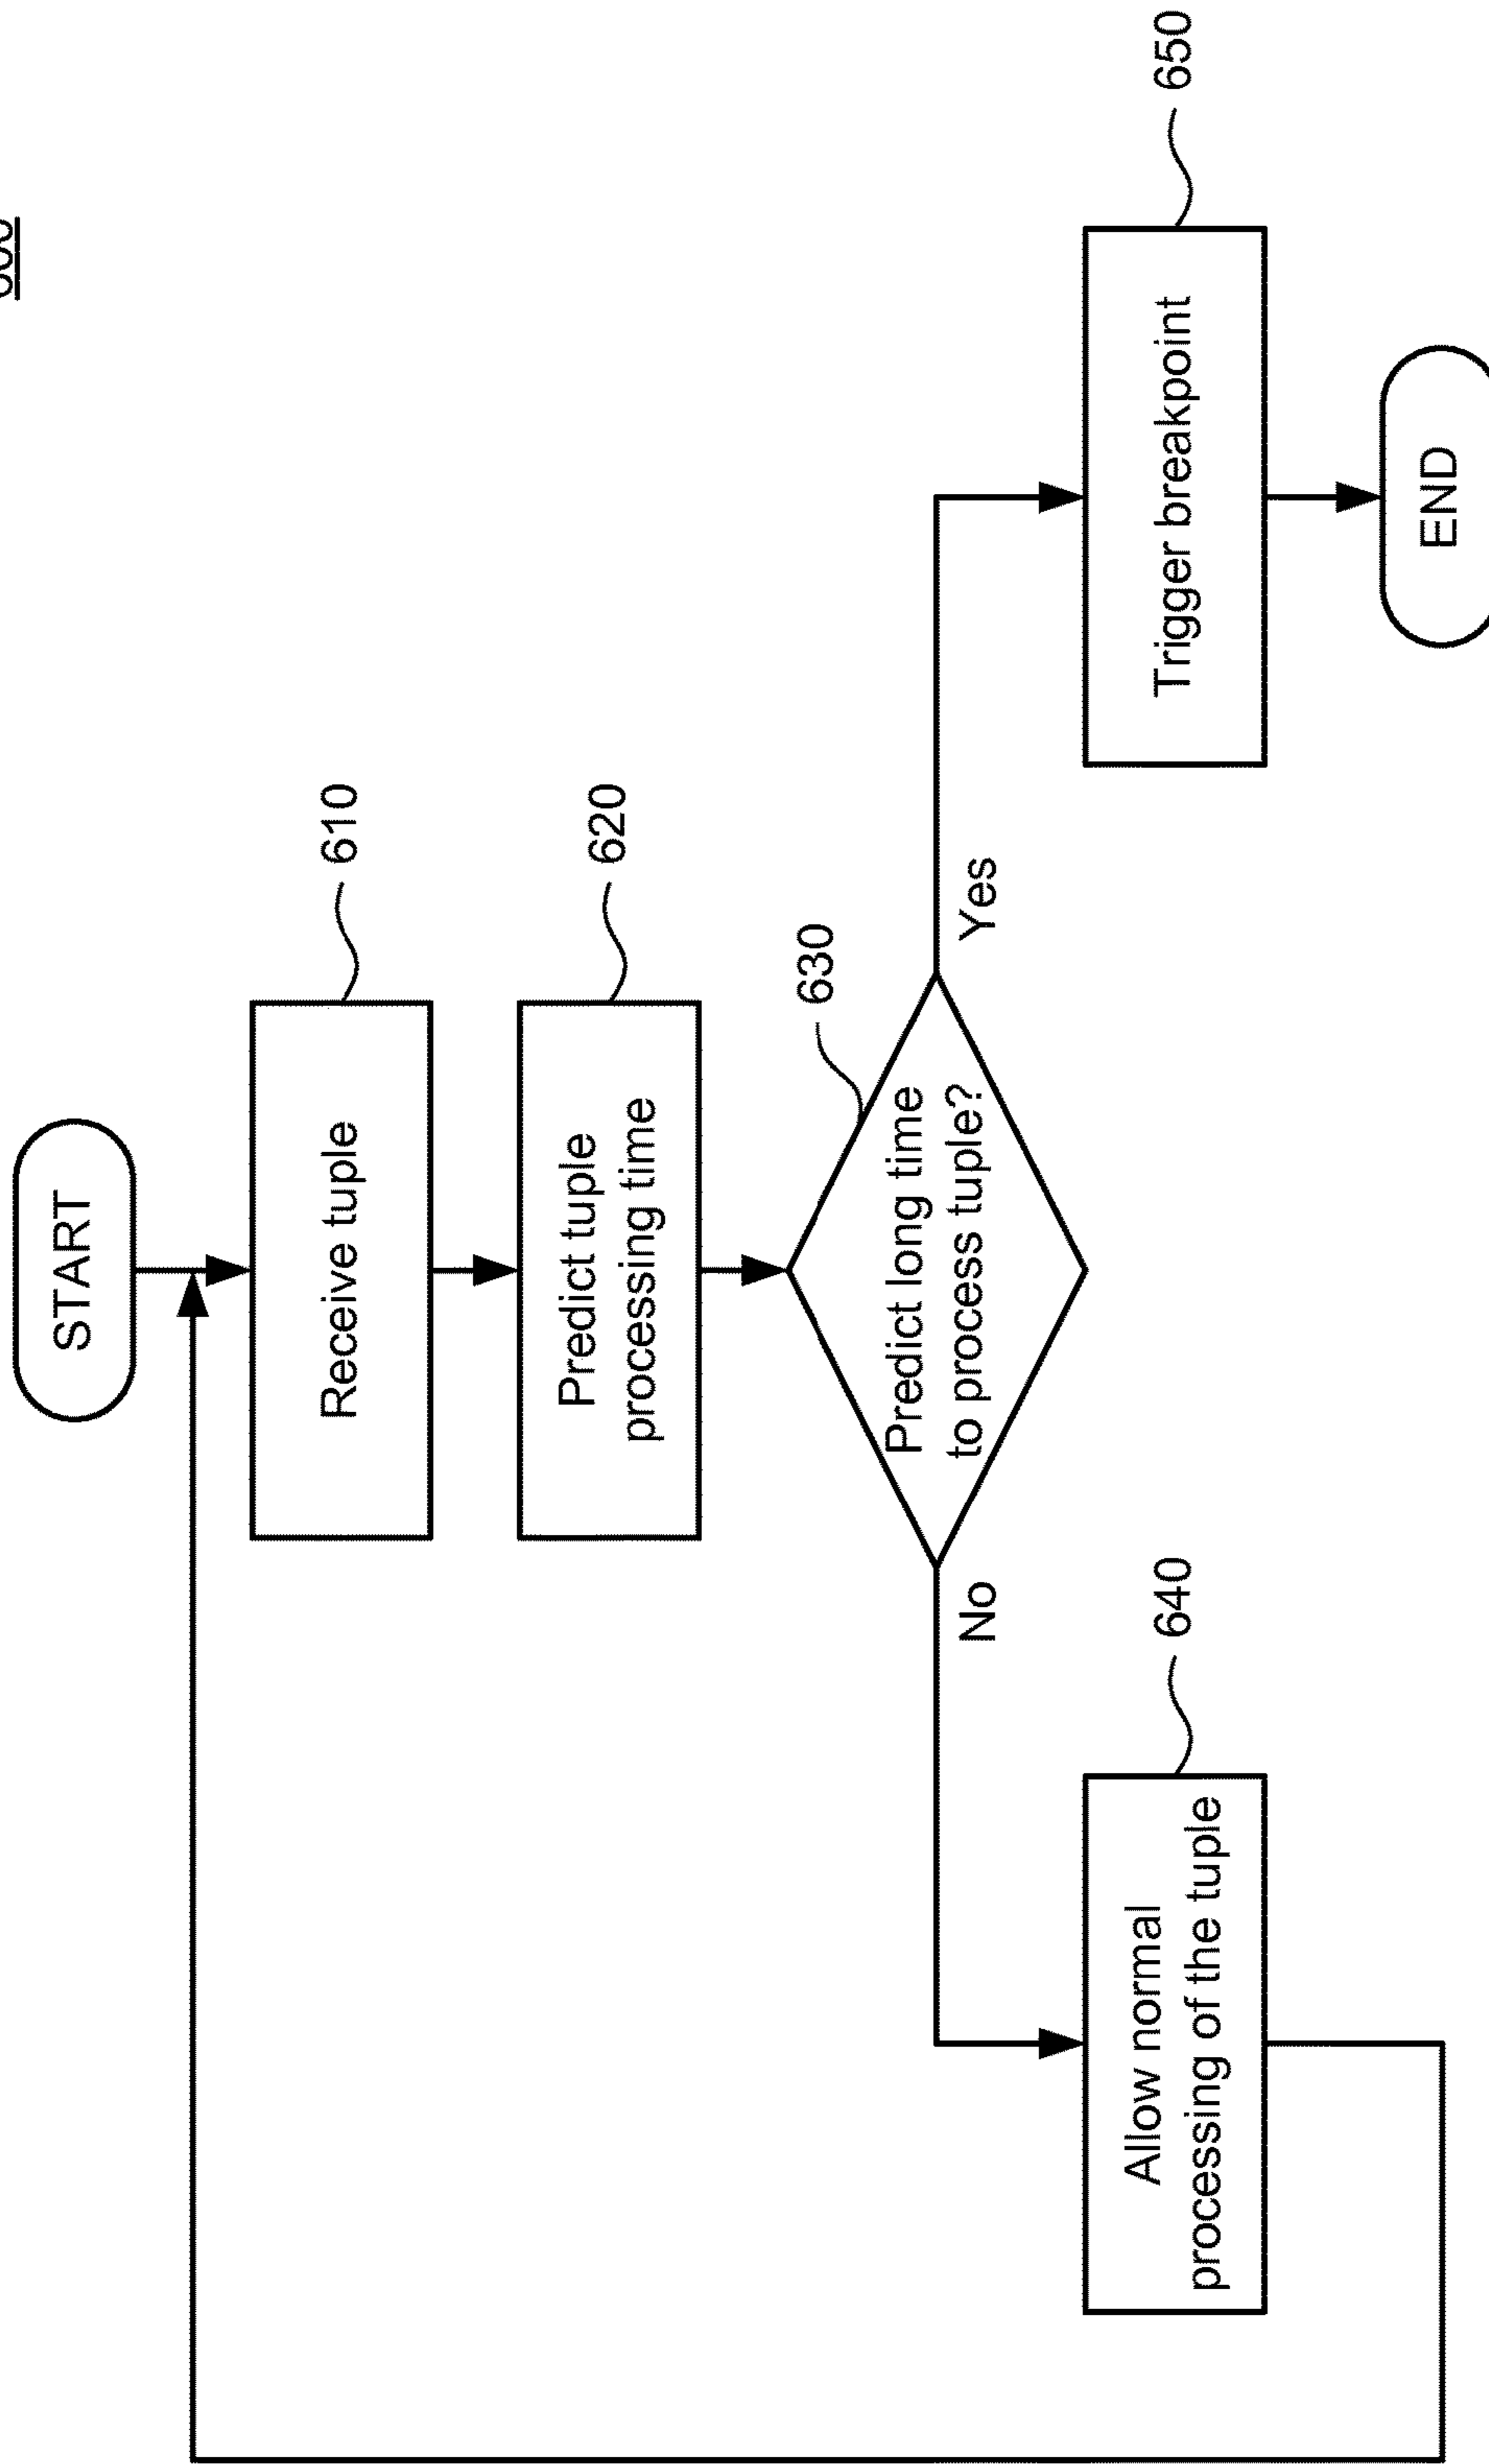 START
Receive tuple
610
Predict tuple
processing time
620
Predict long time
to process tuple?
630
No
Yes
Allow normal
processing of the tuple
640
Trigger breakpoint
650
END